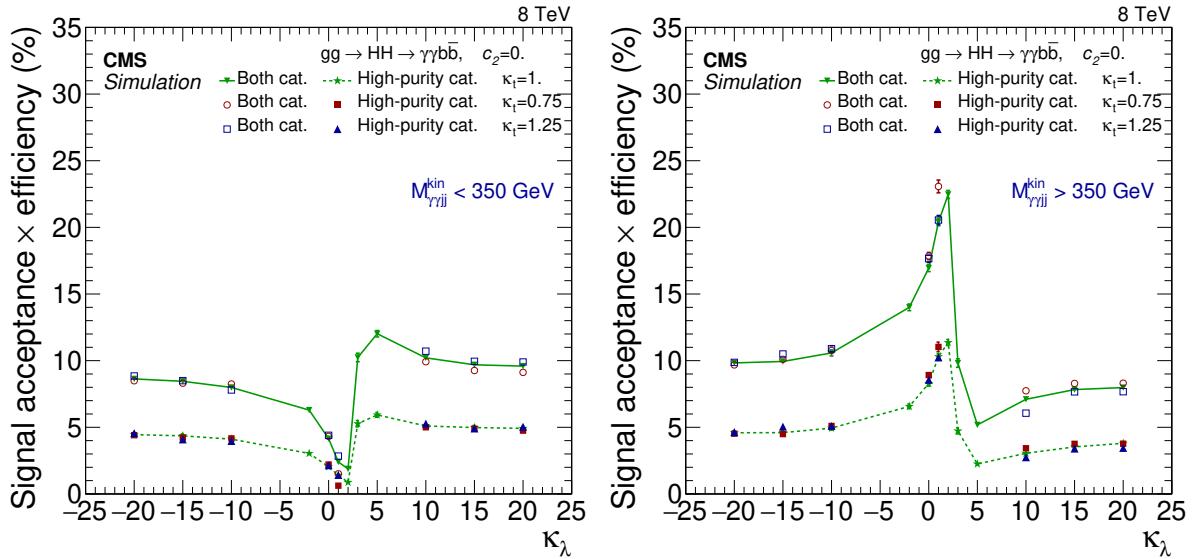 8 TeV
CMS
Simulation
gg → HH → γγbb̄, c₂=0.
Both cat. High-purity cat. κₜ=1.
Both cat. High-purity cat. κₜ=0.75
Both cat. High-purity cat. κₜ=1.25
M^kin_γγjj < 350 GeV
Signal acceptance × efficiency (%)
35
30
25
20
15
10
5
0
−25 −20 −15 −10 −5 0 5 10 15 20 25
κ_λ
8 TeV
CMS
Simulation
gg → HH → γγbb̄, c₂=0.
Both cat. High-purity cat. κₜ=1.
Both cat. High-purity cat. κₜ=0.75
Both cat. High-purity cat. κₜ=1.25
M^kin_γγjj > 350 GeV
Signal acceptance × efficiency (%)
35
30
25
20
15
10
5
0
−25 −20 −15 −10 −5 0 5 10 15 20 25
κ_λ